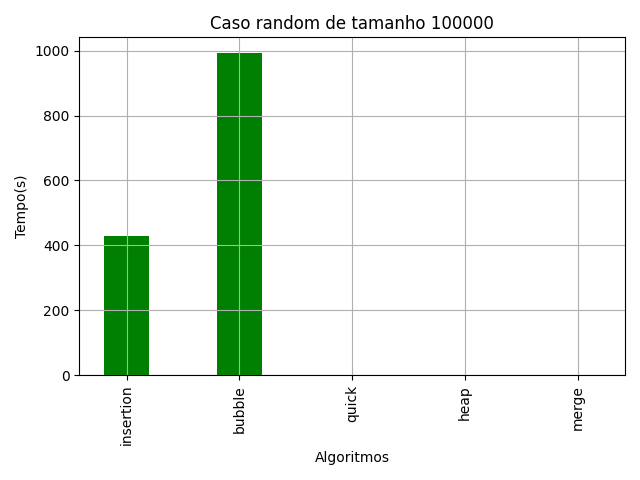 Caso random de tamanho 100000
Tempo(s)
1000
800
600
400
200
0
insertion
bubble
quick
heap
merge
Algoritmos